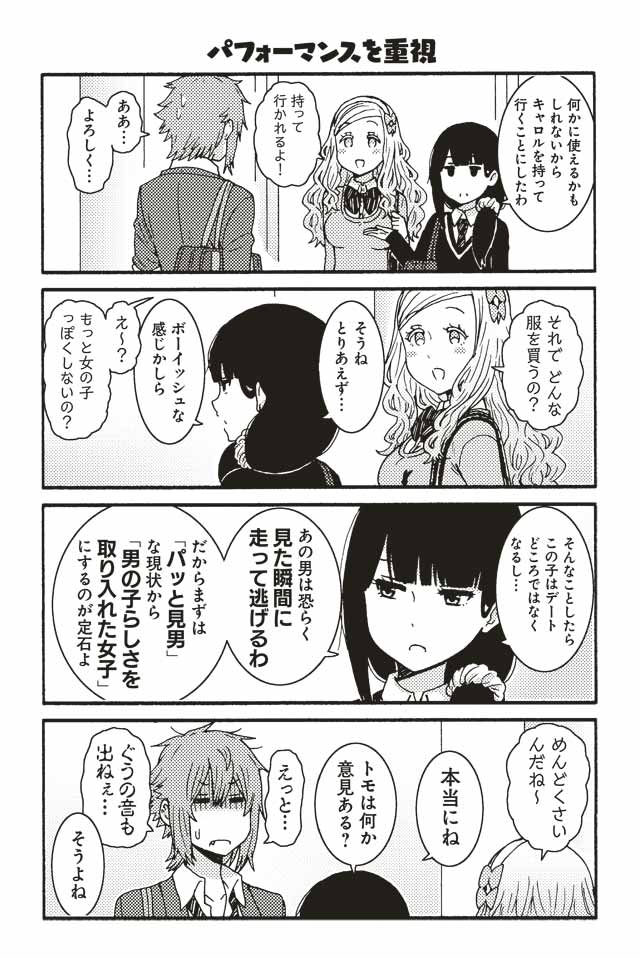 パフォーマンスを重視
何かに使えるかも
しれないから
キャロルを持って
行くことにしたわ
持って
行かれるよ!
ああ…
よろしく…
それで どんな
服を買うの?
そうね
とりあえず…
ボーイッシュな
感じかしら
え〜?
もっと女の子
っぽくしないの?
そんなことしたら
この子はデート
どころではなく
なるし…
あの男は恐らく
見た瞬間に
走って逃げるわ
だからまずは
「パッと見男」
な現状から
「男の子らしさを
取り入れた女子」
にするのが定石よ
めんどくさい
んだね〜
本当にね
トモは何か
意見ある?
えっと…
ぐうの音も
出ねぇ…
そうよね